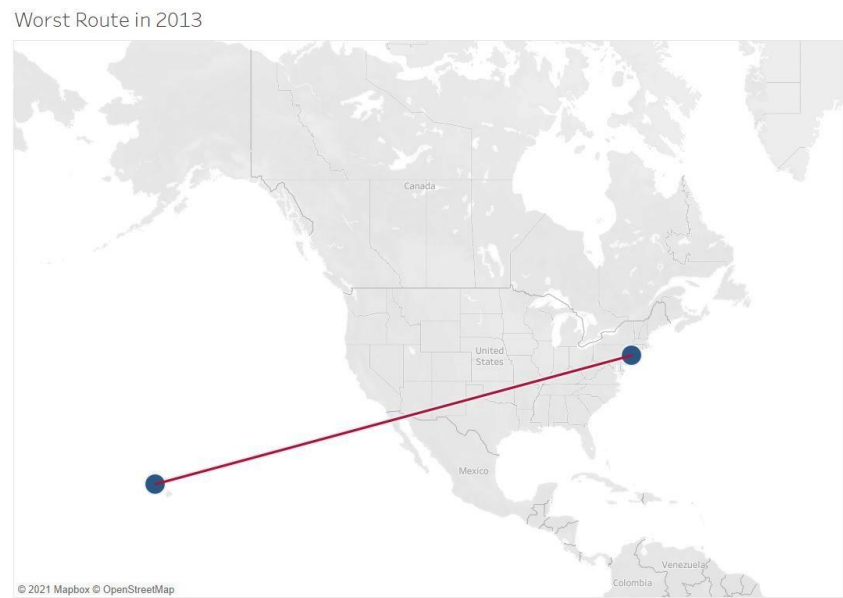 Worst Route in 2013
Canada
United
States
Mexico
Venezuela
Colombia
© 2021 Mapbox © OpenStreetMap